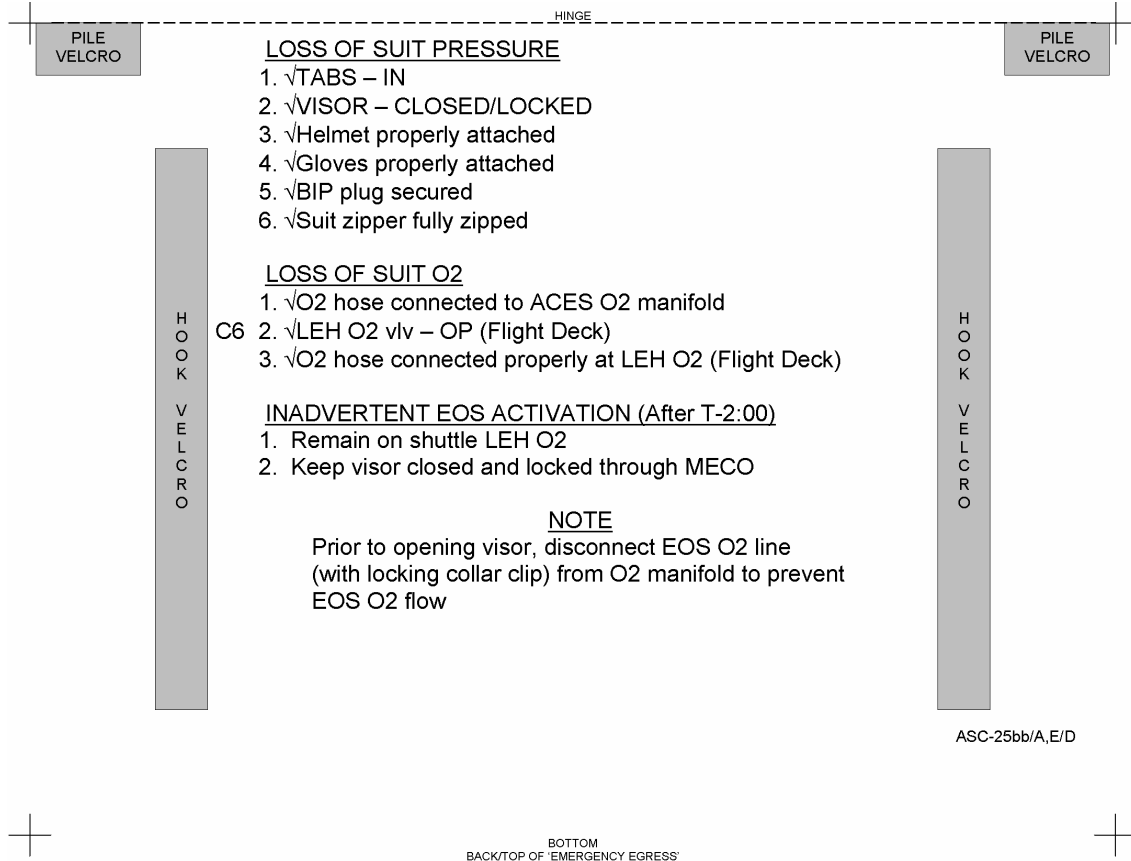 HINGE
PILE
VELCRO
PILE
VELCRO
LOSS OF SUIT PRESSURE
1. √TABS – IN
2. √VISOR – CLOSED/LOCKED
3. √Helmet properly attached
4. √Gloves properly attached
5. √BIP plug secured
6. √Suit zipper fully zipped
LOSS OF SUIT O2
1. √O2 hose connected to ACES O2 manifold
C6 2. √LEH O2 vlv – OP (Flight Deck)
3. √O2 hose connected properly at LEH O2 (Flight Deck)
INADVERTENT EOS ACTIVATION (After T-2:00)
1. Remain on shuttle LEH O2
2. Keep visor closed and locked through MECO
NOTE
Prior to opening visor, disconnect EOS O2 line
(with locking collar clip) from O2 manifold to prevent
EOS O2 flow
HOOK VELCRO
HOOK VELCRO
ASC-25bb/A,E/D
BOTTOM
BACK/TOP OF 'EMERGENCY EGRESS'